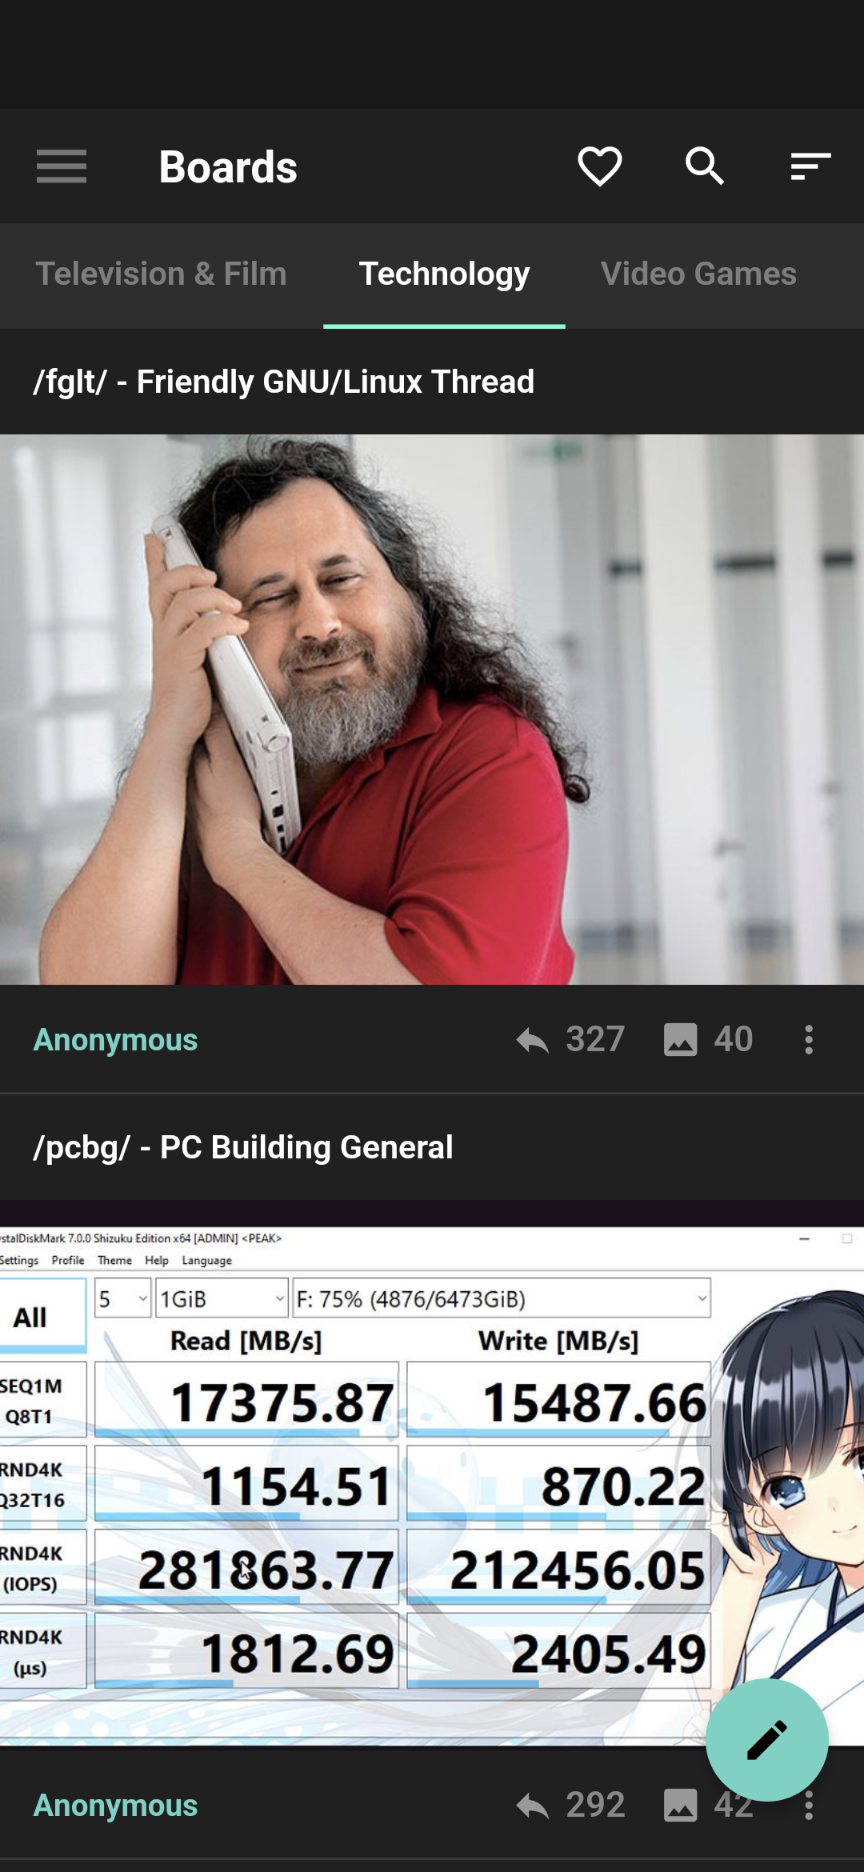 Boards
Television & Film
Technology
Video Games
/fglt/ - Friendly GNU/Linux Thread
Anonymous
327
40
/pcbg/ - PC Building General
stalDiskMark 7.0.0 Shizuku Edition x64 [ADMIN] <PEAK>
Settings Profile Theme Help Language
All
5
1GiB
F: 75% (4876/6473GiB)
Read [MB/s]
Write [MB/s]
SEQ1M
Q8T1
17375.87
15487.66
RND4K
Q32T16
1154.51
870.22
RND4K
(IOPS)
281863.77
212456.05
RND4K
(µs)
1812.69
2405.49
Anonymous
292
42